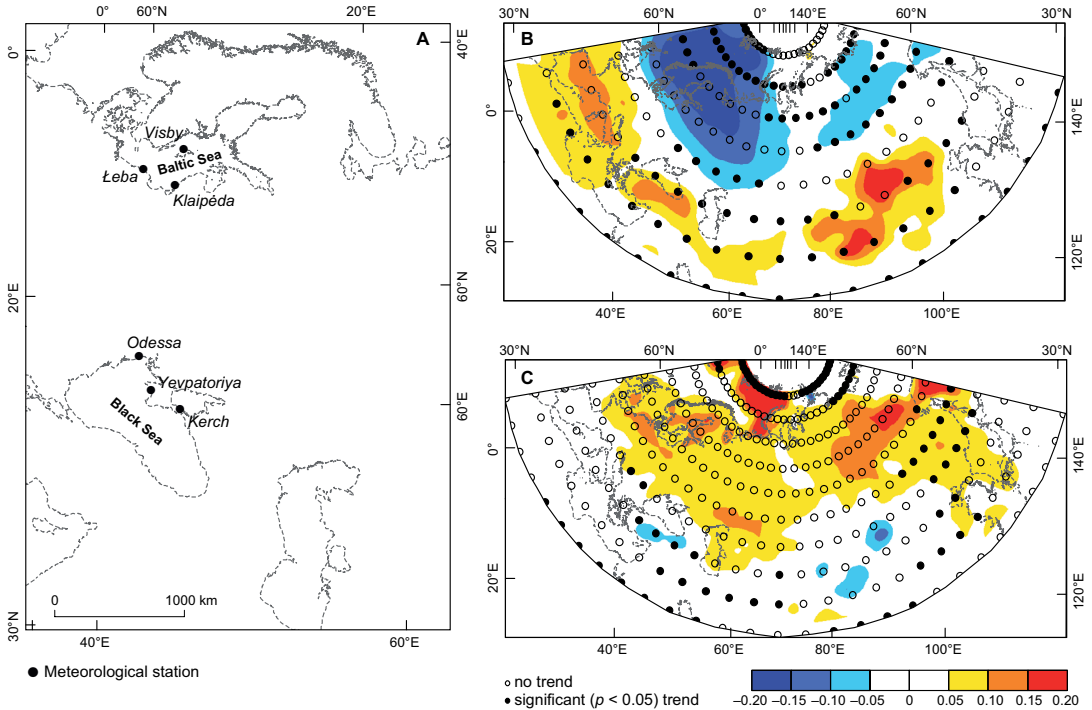 0° 60°N 20°E
A
0°
40°E
Visby
Baltic Sea
Łeba
Klaipéda
20°E
60°N
Odessa
Yevpatoriya
Black Sea
Kerch
60°E
0 1000 km
30°N
40°E 60°E
● Meteorological station
30°N 60°N 0° 140°E 60°N 30°N
B
0°
140°E
20°E
120°E
40°E 60°E 80°E 100°E
30°N 60°N 0° 140°E 60°N 30°N
C
0°
140°E
20°E
120°E
40°E 60°E 80°E 100°E
○ no trend
● significant (p < 0.05) trend
–0.20 –0.15 –0.10 –0.05 0 0.05 0.10 0.15 0.20